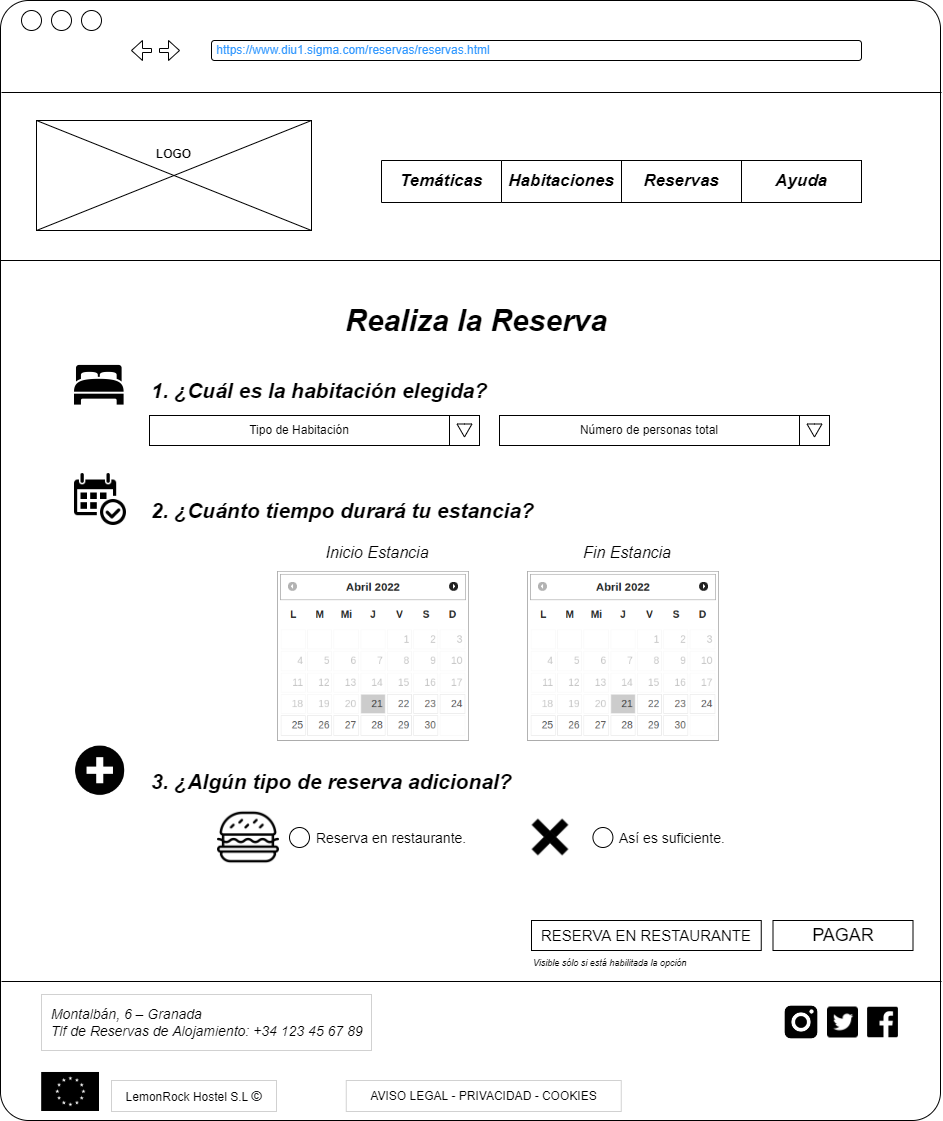 https://www.diu1.sigma.com/reservas/reservas.html
LOGO
Temáticas Habitaciones Reservas Ayuda
Realiza la Reserva
1. ¿Cuál es la habitación elegida?
Tipo de Habitación Número de personas total
2. ¿Cuánto tiempo durará tu estancia?
Inicio Estancia Fin Estancia
Abril 2022 Abril 2022
L M Mi J V S D L M Mi J V S D
1 2 3 1 2 3
4 5 6 7 8 9 10 4 5 6 7 8 9 10
11 12 13 14 15 16 17 11 12 13 14 15 16 17
18 19 20 21 22 23 24 18 19 20 21 22 23 24
25 26 27 28 29 30 25 26 27 28 29 30
3. ¿Algún tipo de reserva adicional?
Reserva en restaurante. Así es suficiente.
RESERVA EN RESTAURANTE PAGAR
Visible sólo si está habilitada la opción
Montalbán, 6 – Granada
Tlf de Reservas de Alojamiento: +34 123 45 67 89
LemonRock Hostel S.L © AVISO LEGAL - PRIVACIDAD - COOKIES